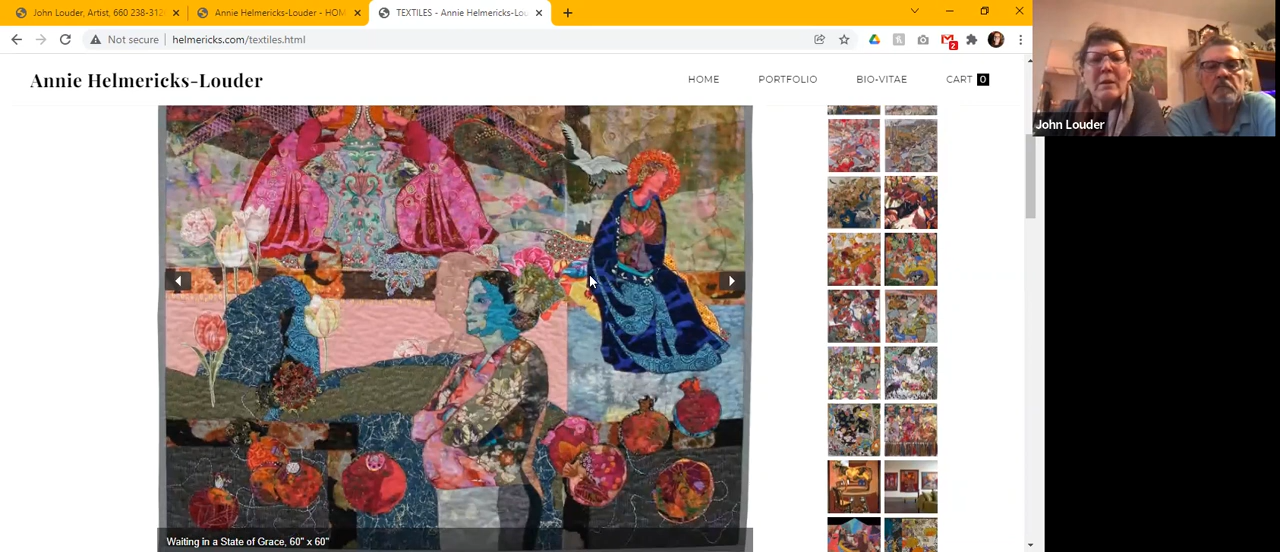 John Louder, Artist, 660 238-312
Annie Helmericks-Louder - HOM
TEXTILES - Annie Helmericks-Lou
Not secure
helmericks.com/textiles.html
2
Annie Helmericks-Louder
HOME
PORTFOLIO
BIO-VITAE
CART 0
John Louder
Waiting in a State of Grace, 60" x 60"